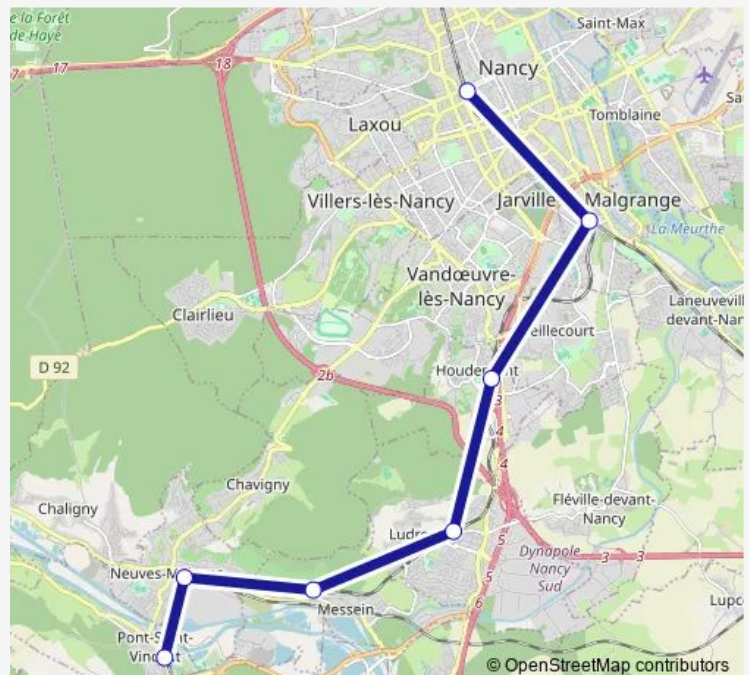 e la Forêt
de Haye
17
18
Nancy
Saint-Max
Tomblaine
Sa
Laxou
Villers-lès-Nancy
Jarville
Malgrange
La Meurthe
Vandœuvre-
lès-Nancy
Clairlieu
Laneuvevill
devant-Nan
eillecourt
D 92
2b
3
4
4
Chavigny
Chaligny
Fléville-devant-
Nancy
5
3
3
Dynapole
Nancy
Sud
5
6
Messein
Lupc
© OpenStreetMap contributors